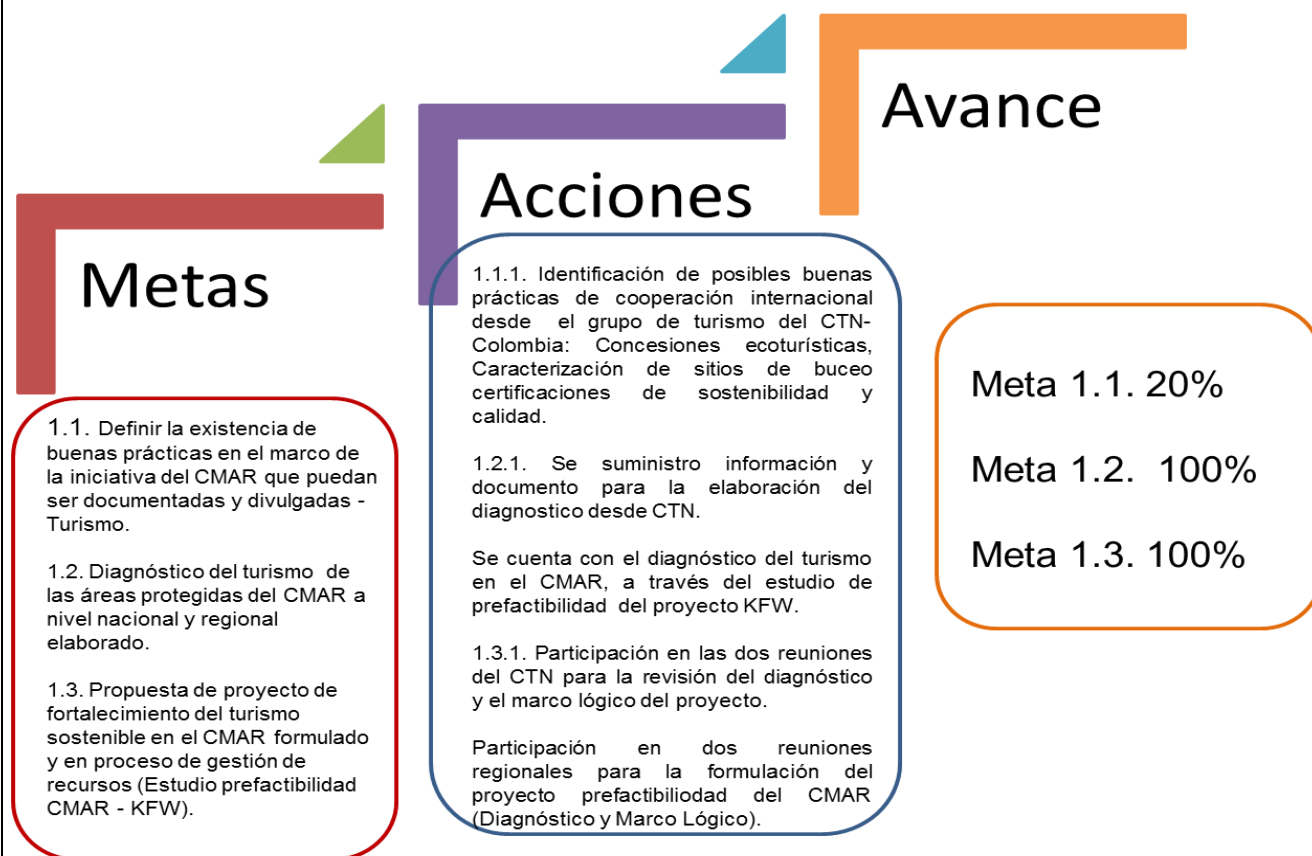 Metas
1.1. Definir la existencia de
buenas prácticas en el marco de
la iniciativa del CMAR que puedan
ser documentadas y divulgadas -
Turismo.
1.2. Diagnóstico del turismo de
las áreas protegidas del CMAR a
nivel nacional y regional
elaborado.
1.3. Propuesta de proyecto de
fortalecimiento del turismo
sostenible en el CMAR formulado
y en proceso de gestión de
recursos (Estudio prefactibilidad
CMAR - KFW).
Acciones
1.1.1. Identificación de posibles buenas
prácticas de cooperación internacional
desde el grupo de turismo del CTN-
Colombia: Concesiones ecoturísticas,
Caracterización de sitios de buceo
certificaciones de sostenibilidad y
calidad.
1.2.1. Se suministro información y
documento para la elaboración del
diagnostico desde CTN.
Se cuenta con el diagnóstico del turismo
en el CMAR, a través del estudio de
prefactibilidad del proyecto KFW.
1.3.1. Participación en las dos reuniones
del CTN para la revisión del diagnóstico
y el marco lógico del proyecto.
Participación en dos reuniones
regionales para la formulación del
proyecto prefactibiliodad del CMAR
(Diagnóstico y Marco Lógico).
Avance
Meta 1.1. 20%
Meta 1.2. 100%
Meta 1.3. 100%